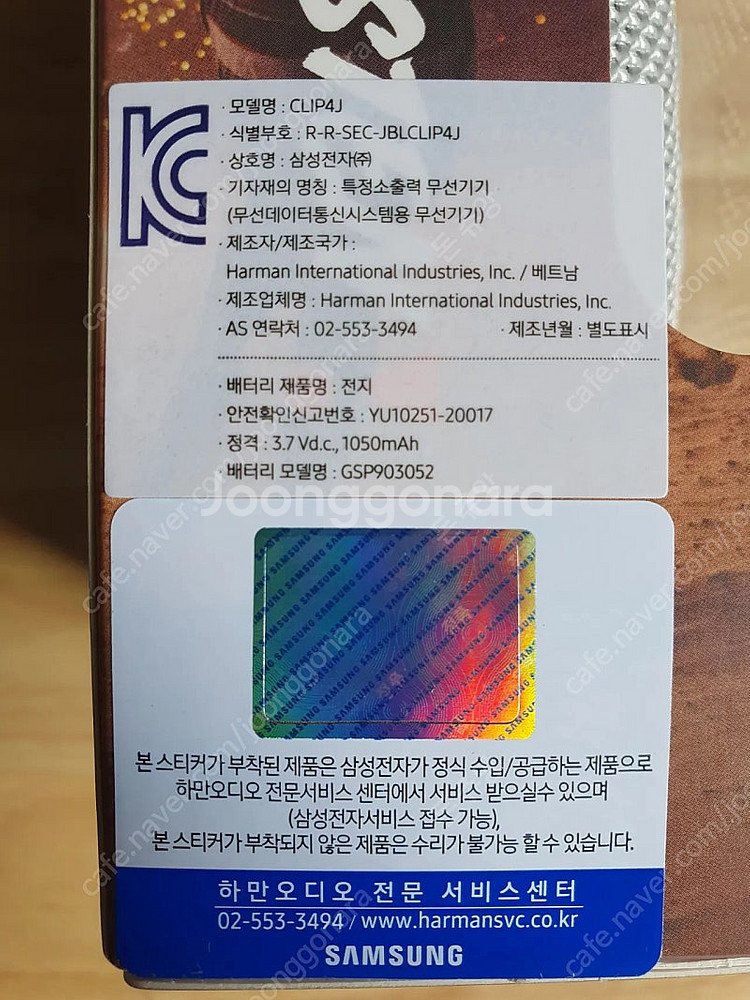 · 모델명 : CLIP4J
· 식별부호 : R-R-SEC-JBLCLIP4J
· 상호명 : 삼성전자㈜
· 기자재의 명칭 : 특정소출력 무선기기
(무선데이터통신시스템용 무선기기)
· 제조자/제조국가 :
Harman International Industries, Inc. / 베트남
· 제조업체명 : Harman International Industries, Inc.
· AS 연락처 : 02-553-3494 · 제조년월 : 별도표시
· 배터리 제품명 : 전지
· 안전확인신고번호 : YU10251-20017
· 정격 : 3.7 Vd.c., 1050mAh
· 배터리 모델명 : GSP903052
Joonggonara
SAMSUNG SAMSUNG SAMSUNG
본 스티커가 부착된 제품은 삼성전자가 정식 수입/공급하는 제품으로
하만오디오 전문서비스 센터에서 서비스 받으실수 있으며
(삼성전자서비스 접수 가능),
본 스티커가 부착되지 않은 제품은 수리가 불가능 할 수 있습니다.
하만오디오 전문 서비스센터
02-553-3494 / www.harmansvc.co.kr
SAMSUNG